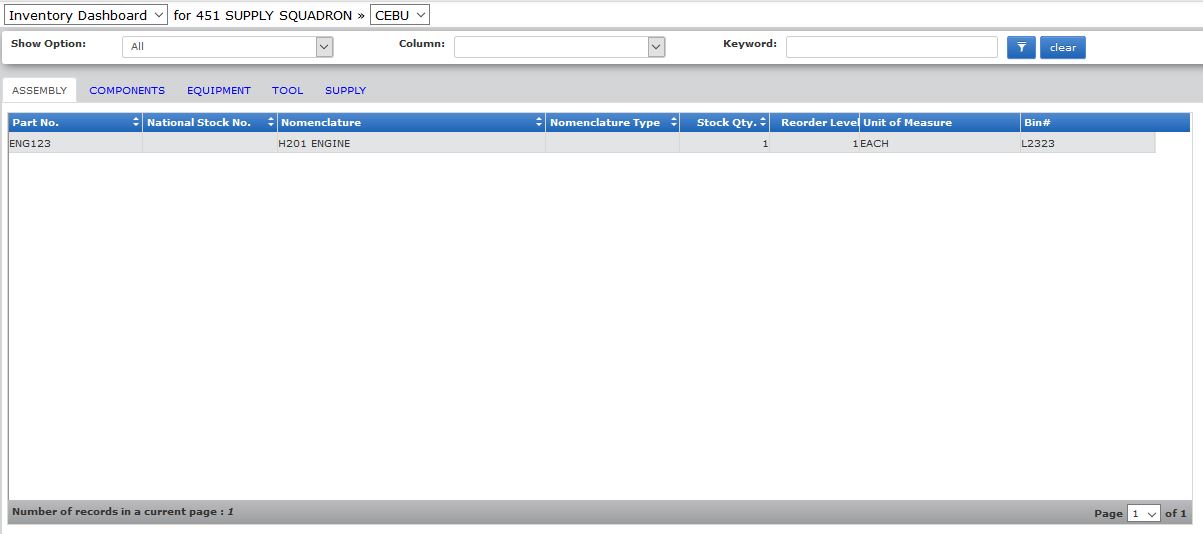 Inventory Dashboard for 451 SUPPLY SQUADRON » CEBU
Show Option: All Column: Keyword: clear
ASSEMBLY COMPONENTS EQUIPMENT TOOL SUPPLY
Part No. National Stock No. Nomenclature Nomenclature Type Stock Qty. Reorder Level Unit of Measure Bin#
ENG123 H201 ENGINE 1 1 EACH L2323
Number of records in a current page : 1
Page 1 of 1